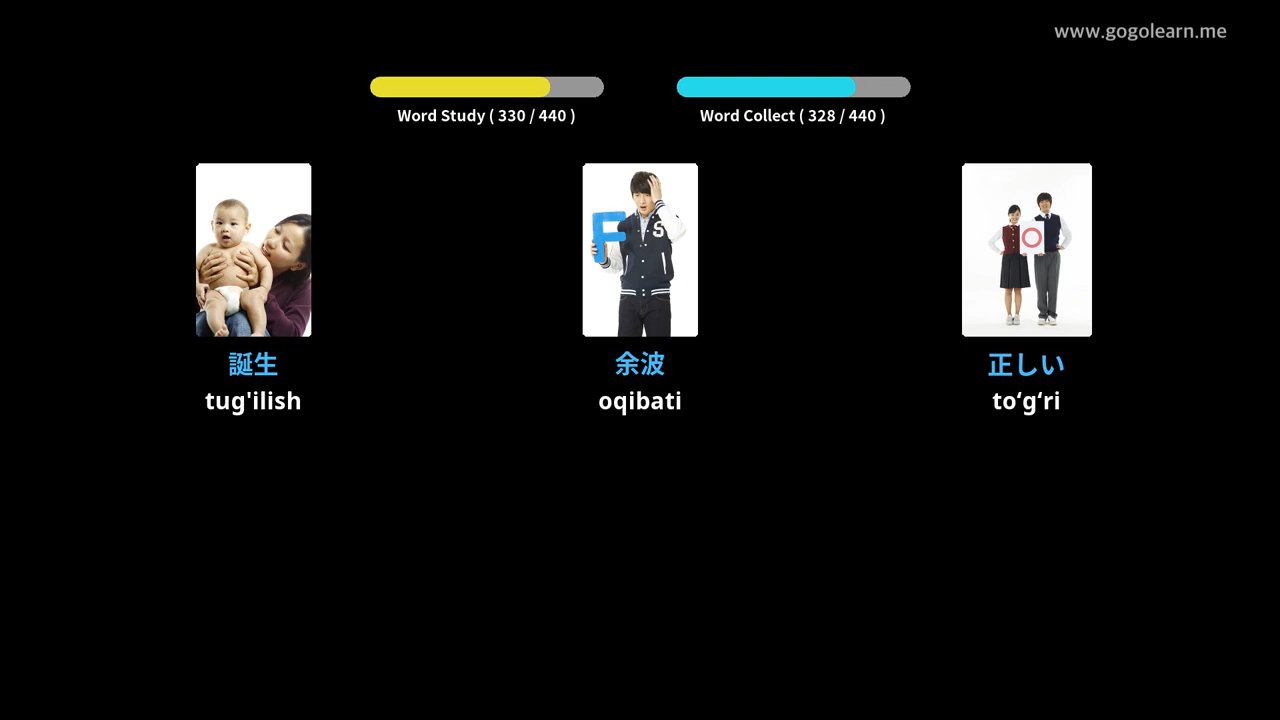 www.gogolearn.me
Word Study ( 330 / 440 )
Word Collect ( 328 / 440 )
F
S
誕生
余波
正しい
tug'ilish
oqibati
to‘g‘ri